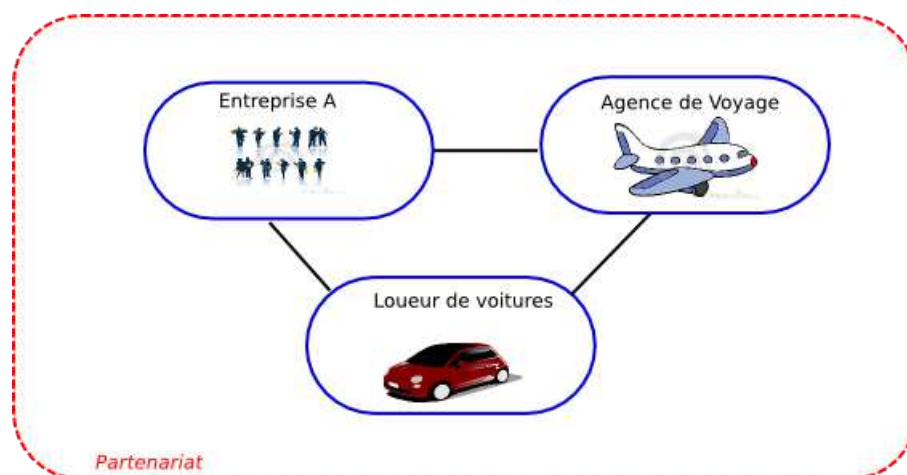 Entreprise A
Agence de Voyage
Loueur de voitures
Partenariat